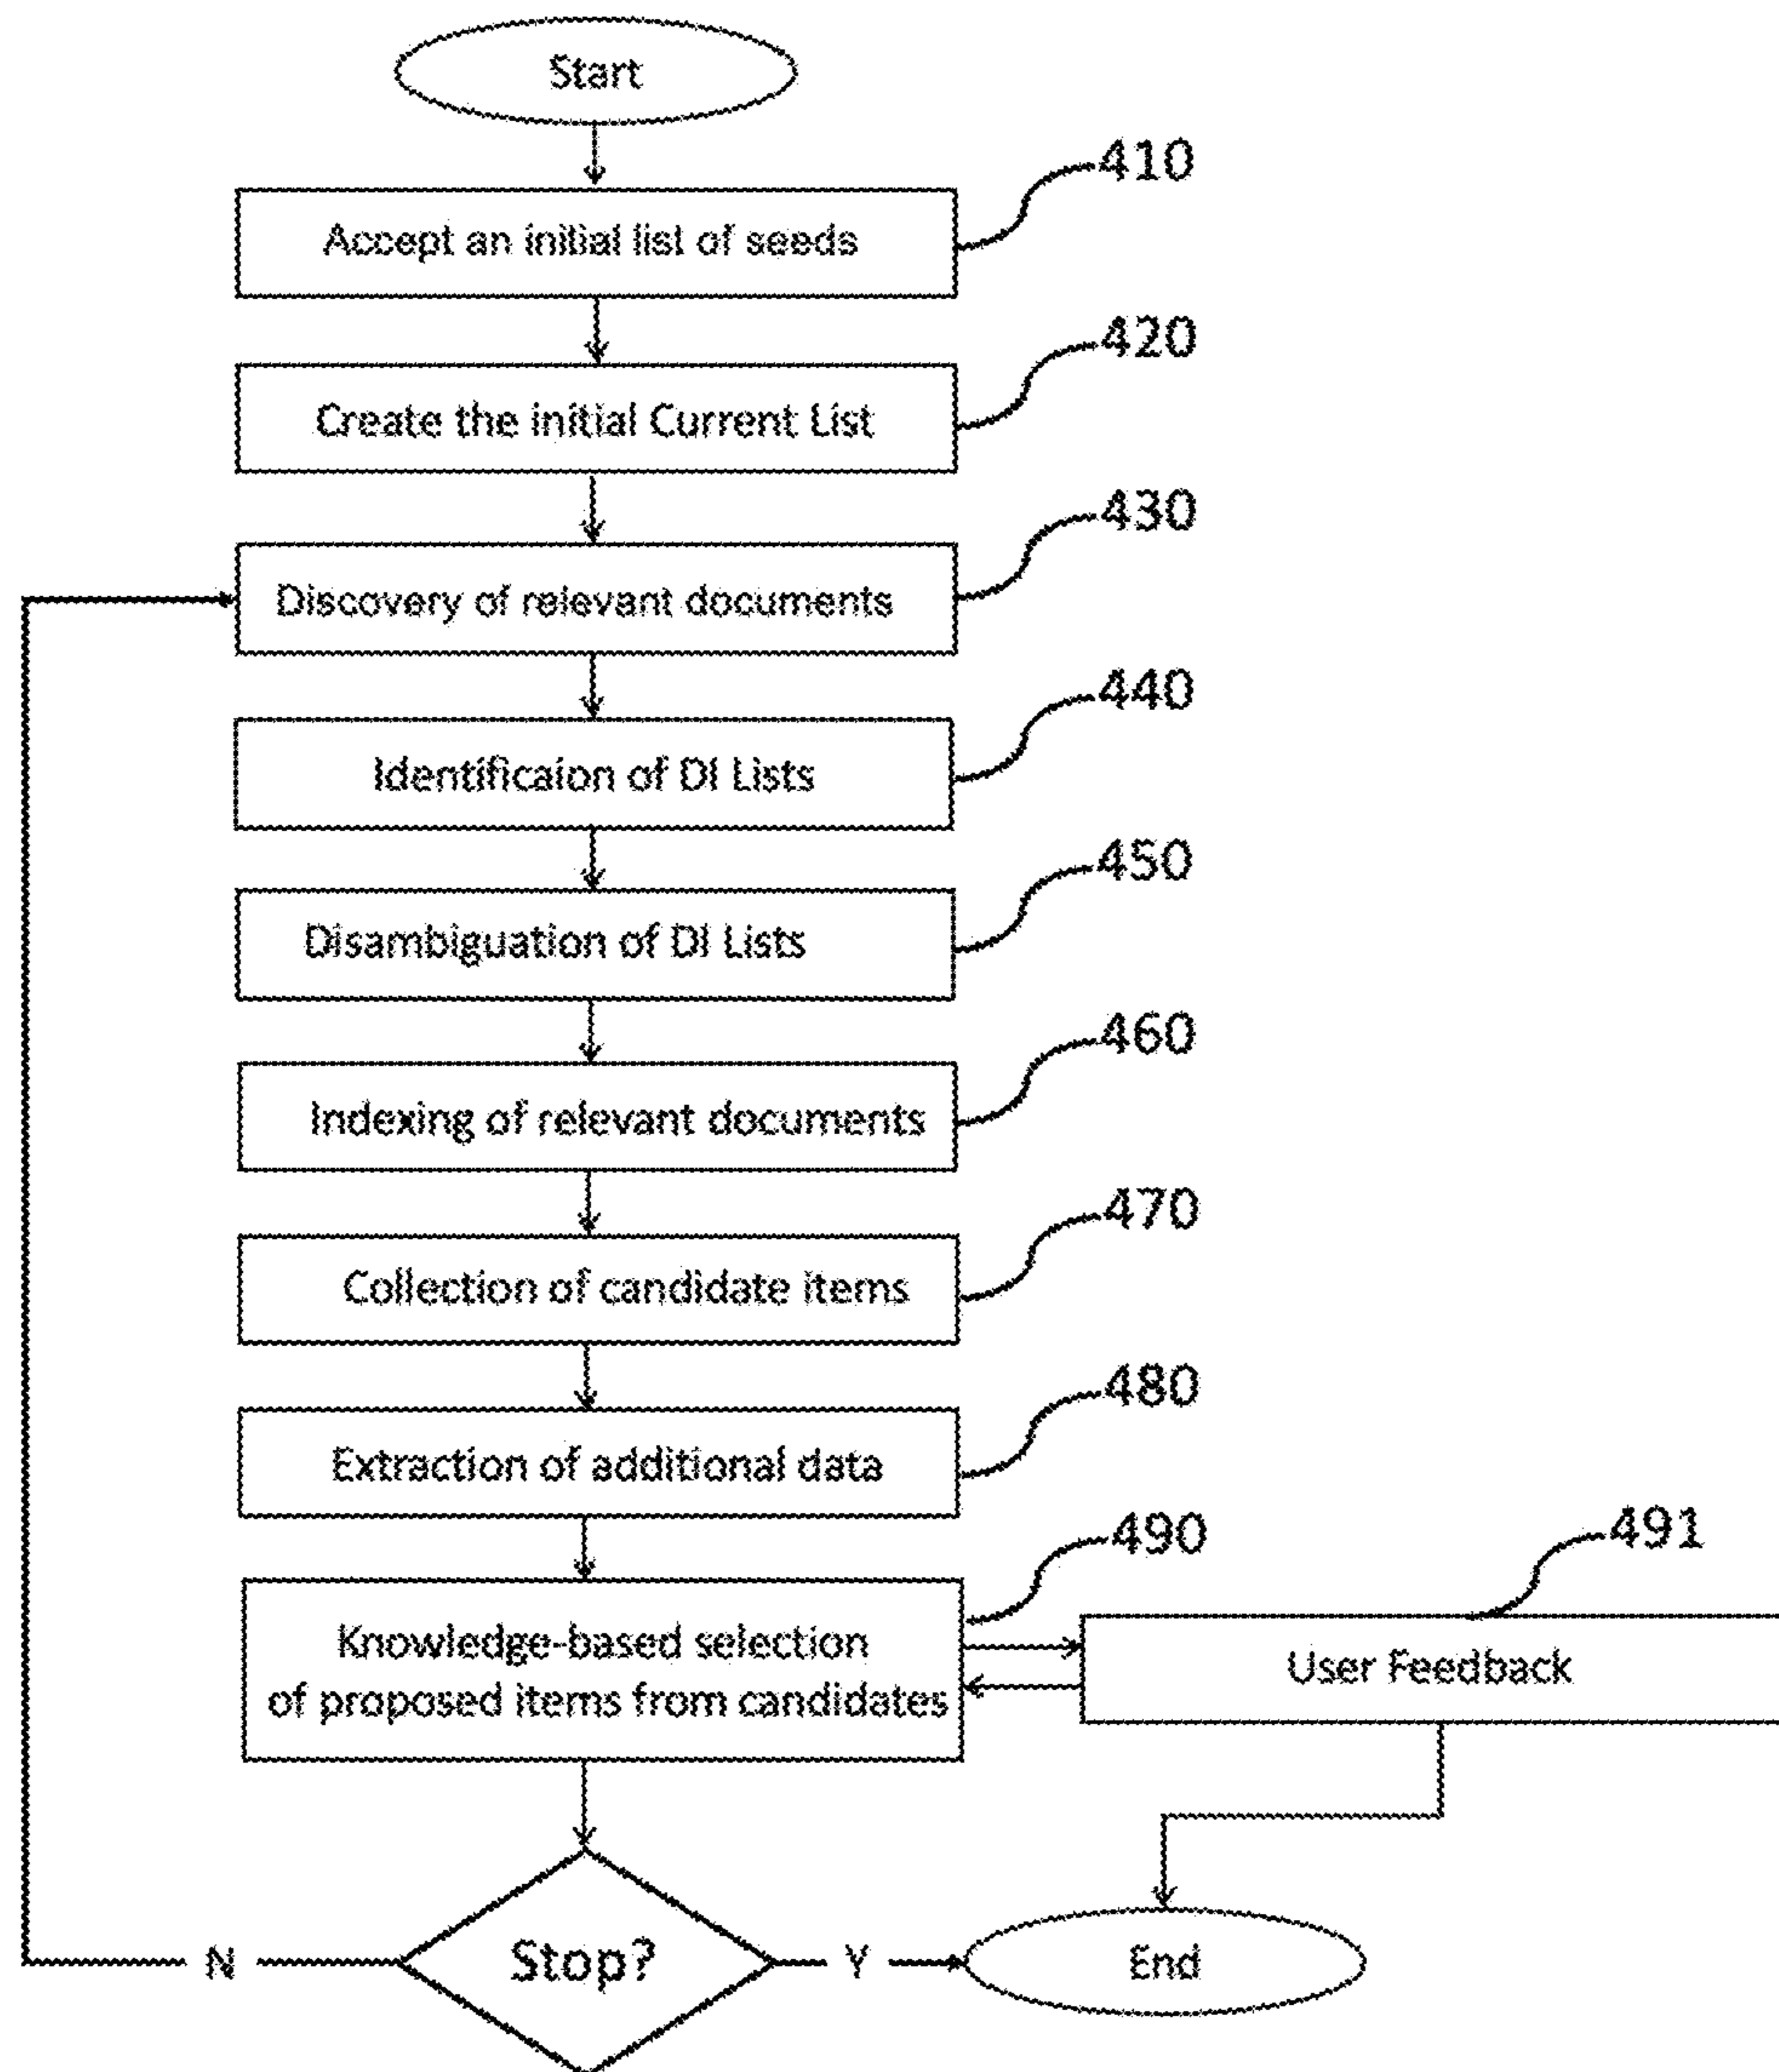 Start
410
Accept an initial list of seeds
420
Create the initial Current List
430
Discovery of relevant documents
440
Identificaion of DI Lists
450
Disambiguation of DI Lists
460
Indexing of relevant documents
470
Collection of candidate items
480
Extraction of additional data
490
491
Knowledge-based selection
of proposed items from candidates
User Feedback
N
Stop?
Y
End